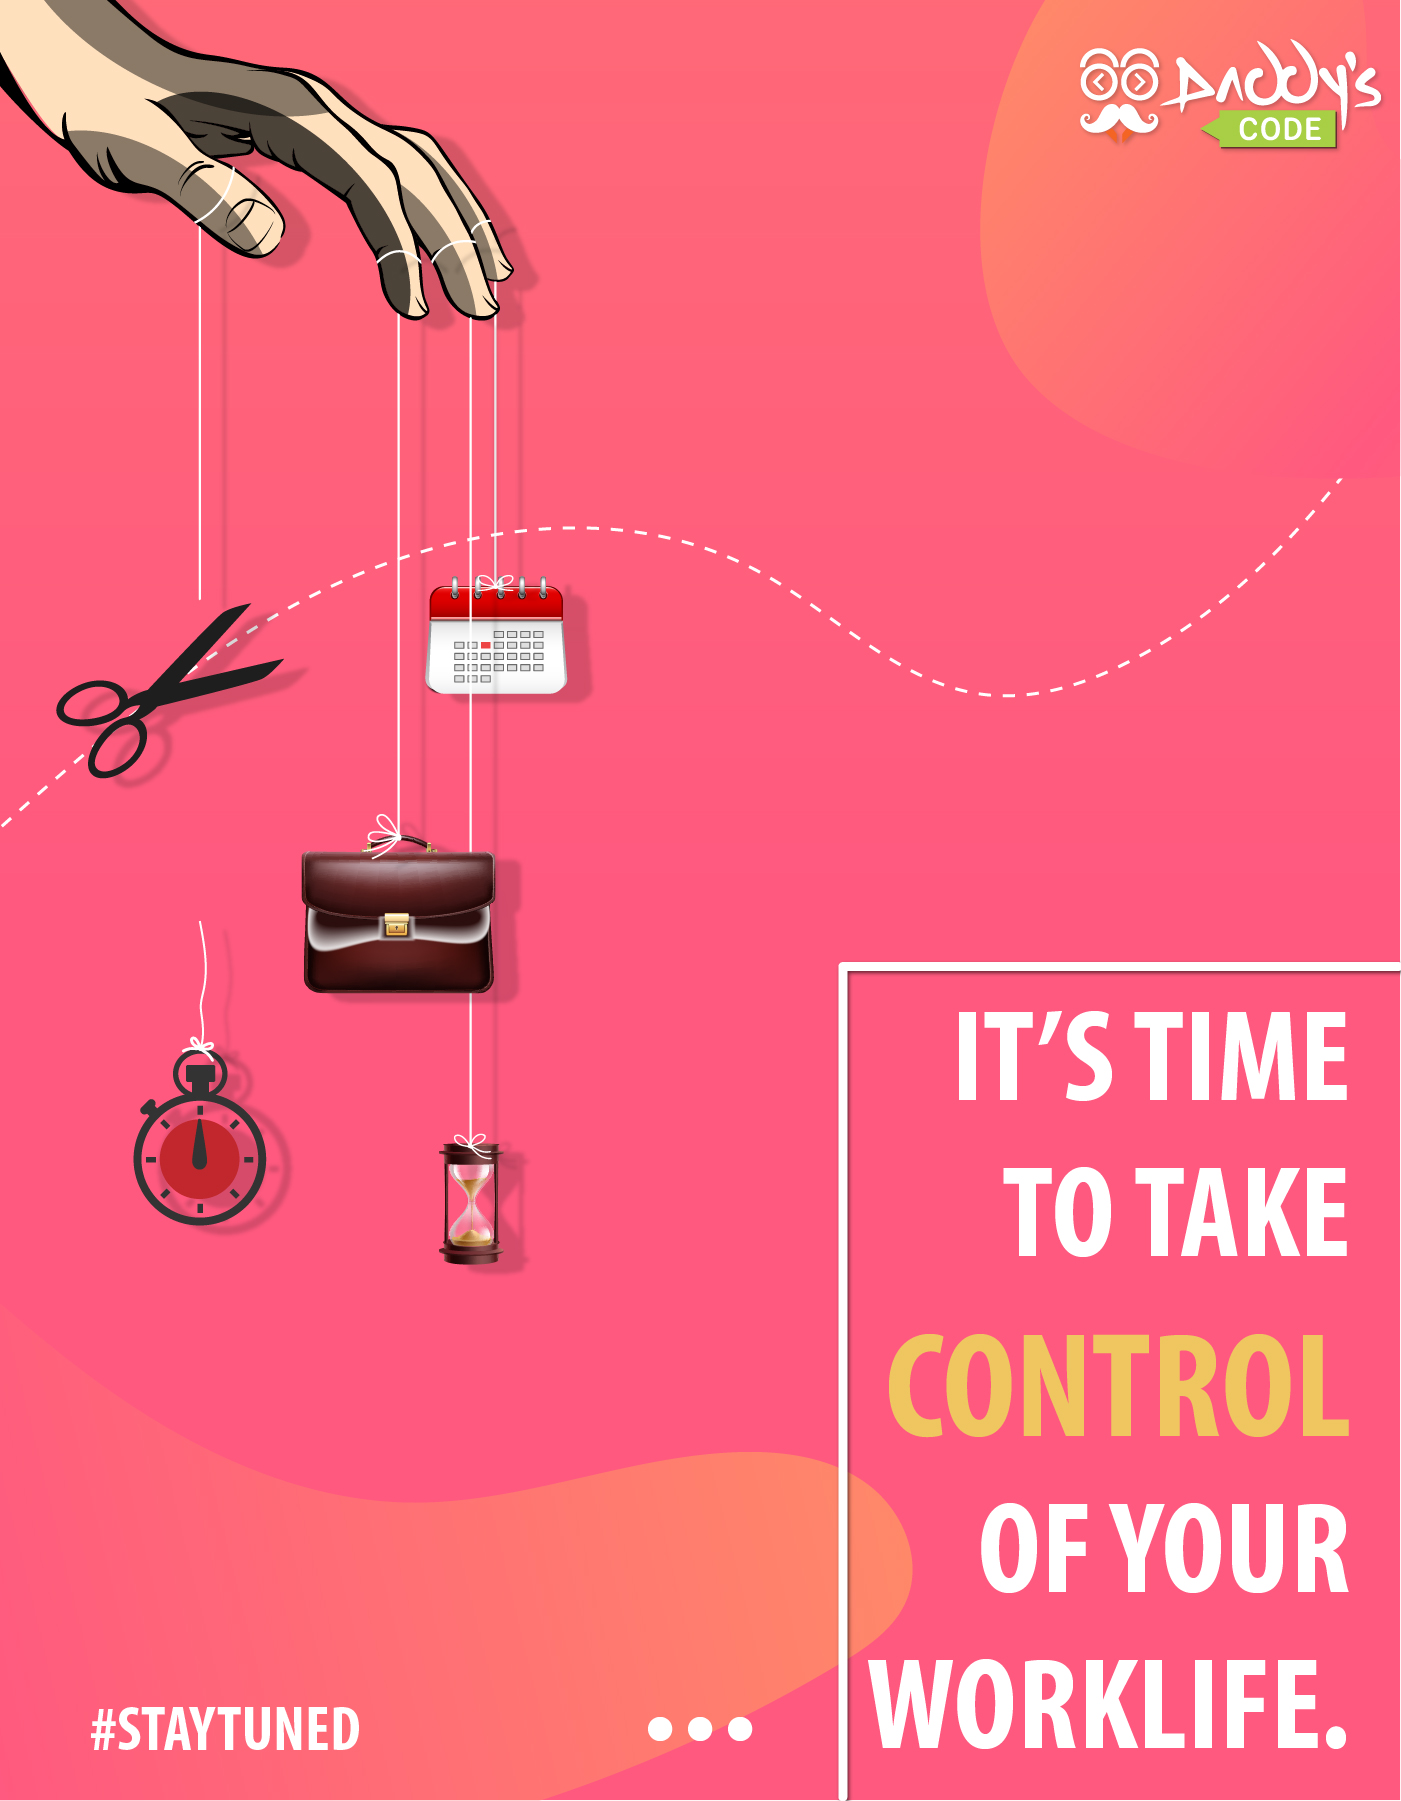 Daddy's
CODE
IT’S TIME
TO TAKE
CONTROL
OF YOUR
WORKLIFE.
#STAYTUNED